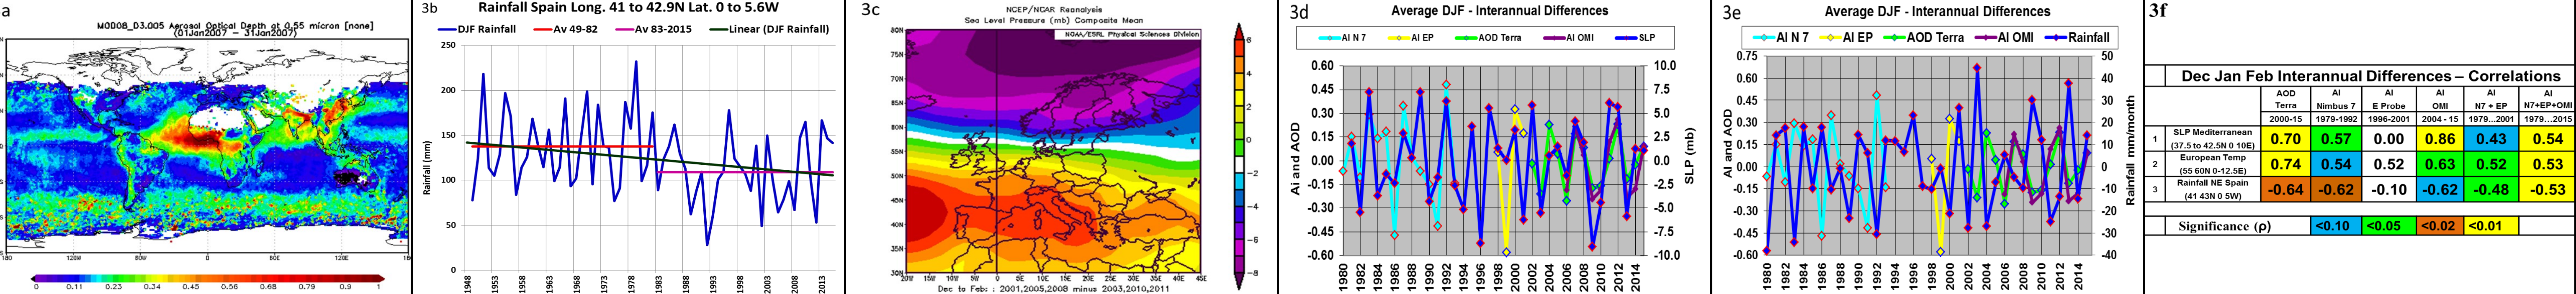 a
MOD08_D3.005 Aerosol Optical Depth at 0.55 micron [none]
(01Jan2007 - 31Jan2007)
180 120W 60W 0 60E 120E
0 0.11 0.23 0.34 0.45 0.56 0.68 0.79 0.9 1
3b
Rainfall Spain Long. 41 to 42.9N Lat. 0 to 5.6W
DJF Rainfall Av 49-82 Av 83-2015 Linear (DJF Rainfall)
Rainfall (mm)
250
200
150
100
50
0
1948 1953 1958 1963 1968 1973 1978 1983 1988 1993 1998 2003 2008 2013
3c
NCEP/NCAR Reanalysis
Sea Level Pressure (mb) Composite Mean
NOAA/ESRL Physical Sciences Division
80N
75N
70N
65N
60N
55N
50N
45N
40N
35N
30N
20W 15W 10W 5W 0 5E 10E 15E 20E 25E 30E 35E 40E 45E
Dec to Feb: : 2001,2005,2008 minus 2003,2010,2011
6
4
2
0
-2
-4
-6
-8
3d
Average DJF - Interannual Differences
AI N 7 AI EP AOD Terra AI OMI SLP
Ai and AOD
0.60
0.45
0.30
0.15
0.00
-0.15
-0.30
-0.45
-0.60
10.0
7.5
5.0
2.5
0.0
-2.5
-5.0
-7.5
-10.0
SLP (mb)
1980 1982 1984 1986 1988 1990 1992 1994 1996 1998 2000 2002 2004 2006 2008 2010 2012 2014
3e
Average DJF - Interannual Differences
AI N 7 AI EP AOD Terra AI OMI Rainfall
AI and AOD
0.75
0.60
0.45
0.30
0.15
0.00
-0.15
-0.30
-0.45
-0.60
50
40
30
20
10
0
-10
-20
-30
-40
Rainfall mm/month
1980 1982 1984 1986 1988 1990 1992 1994 1996 1998 2000 2002 2004 2006 2008 2010 2012 2014
3f
Dec Jan Feb Interannual Differences – Correlations
AOD Terra 2000-15 AI Nimbus 7 1979-1992 AI E Probe 1996-2001 AI OMI 2004 - 15 AI N7 + EP 1979...2001 AI N7+EP+OMI 1979...2015
1 SLP Mediterranean (37.5 to 42.5N 0 10E) 0.70 0.57 0.00 0.86 0.43 0.54
2 European Temp (55 60N 0-12.5E) 0.74 0.54 0.52 0.63 0.52 0.53
3 Rainfall NE Spain (41 43N 0 5W) -0.64 -0.62 -0.10 -0.62 -0.48 -0.53
Significance (ρ) <0.10 <0.05 <0.02 <0.01